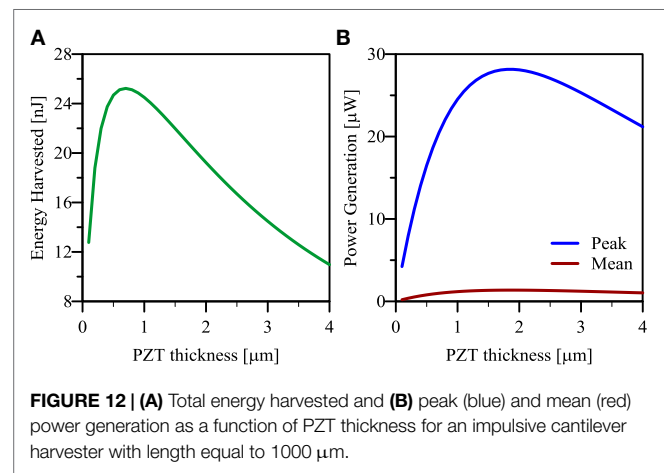 A
B
28
24
20
16
12
8
Energy Harvested [nJ]
0
1
2
3
4
PZT thickness [µm]
30
20
10
0
Power Generation [µW]
Peak
Mean
0
1
2
3
4
PZT thickness [µm]
FIGURE 12 | (A) Total energy harvested and (B) peak (blue) and mean (red)
power generation as a function of PZT thickness for an impulsive cantilever
harvester with length equal to 1000 µm.